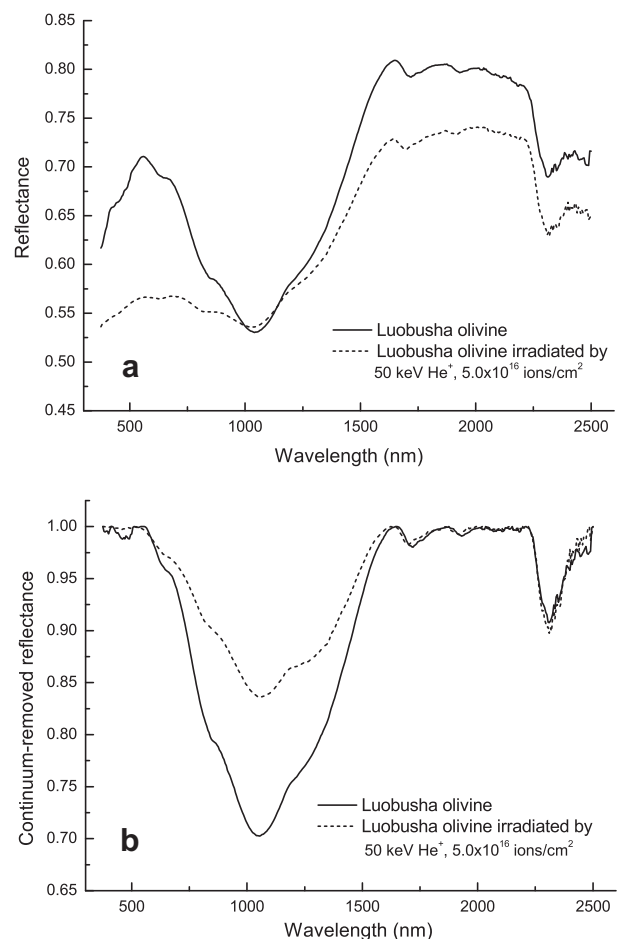 0.85
0.80
0.75
0.70
0.65
0.60
0.55
0.50
0.45
Reflectance
Luobusha olivine
Luobusha olivine irradiated by
50 keV He⁺, 5.0x10¹⁶ ions/cm²
a
500 1000 1500 2000 2500
Wavelength (nm)
1.00
0.95
0.90
0.85
0.80
0.75
0.70
0.65
Continuum-removed reflectance
Luobusha olivine
Luobusha olivine irradiated by
50 keV He⁺, 5.0x10¹⁶ ions/cm²
b
500 1000 1500 2000 2500
Wavelength (nm)